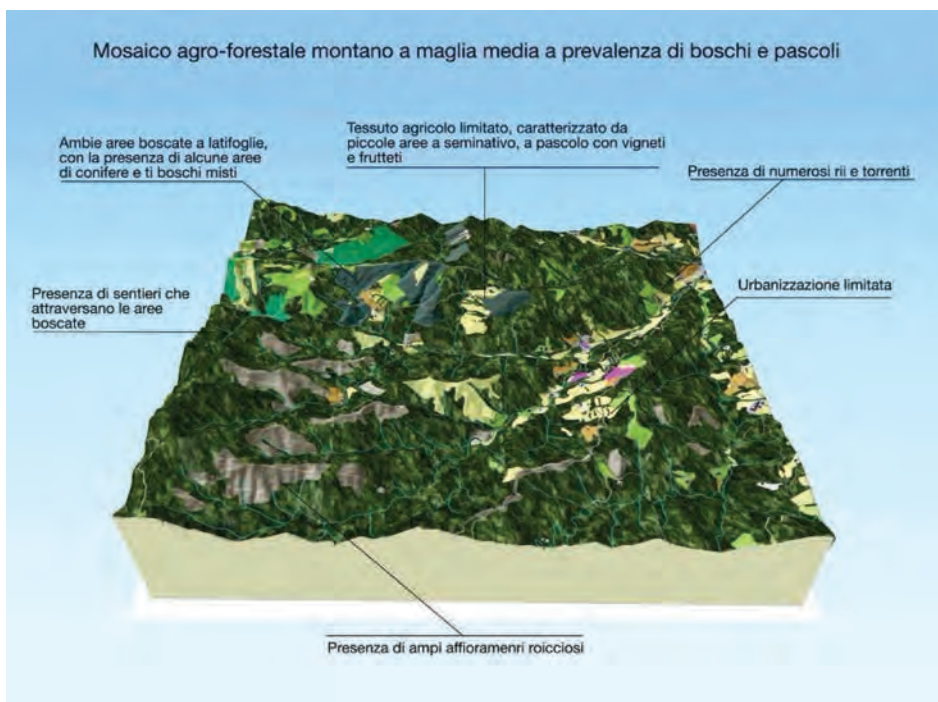 Mosaico agro-forestale montano a maglia media a prevalenza di boschi e pascoli
Ambie aree boscate a latifoglie,
con la presenza di alcune aree
di conifere e ti boschi misti
Tessuto agricolo limitato, caratterizzato da
piccole aree a seminativo, a pascolo con vigneti
e frutteti
Presenza di numerosi rii e torrenti
Presenza di sentieri che
attraversano le aree
boscate
Urbanizzazione limitata
Presenza di ampi affioramenri roicciosi